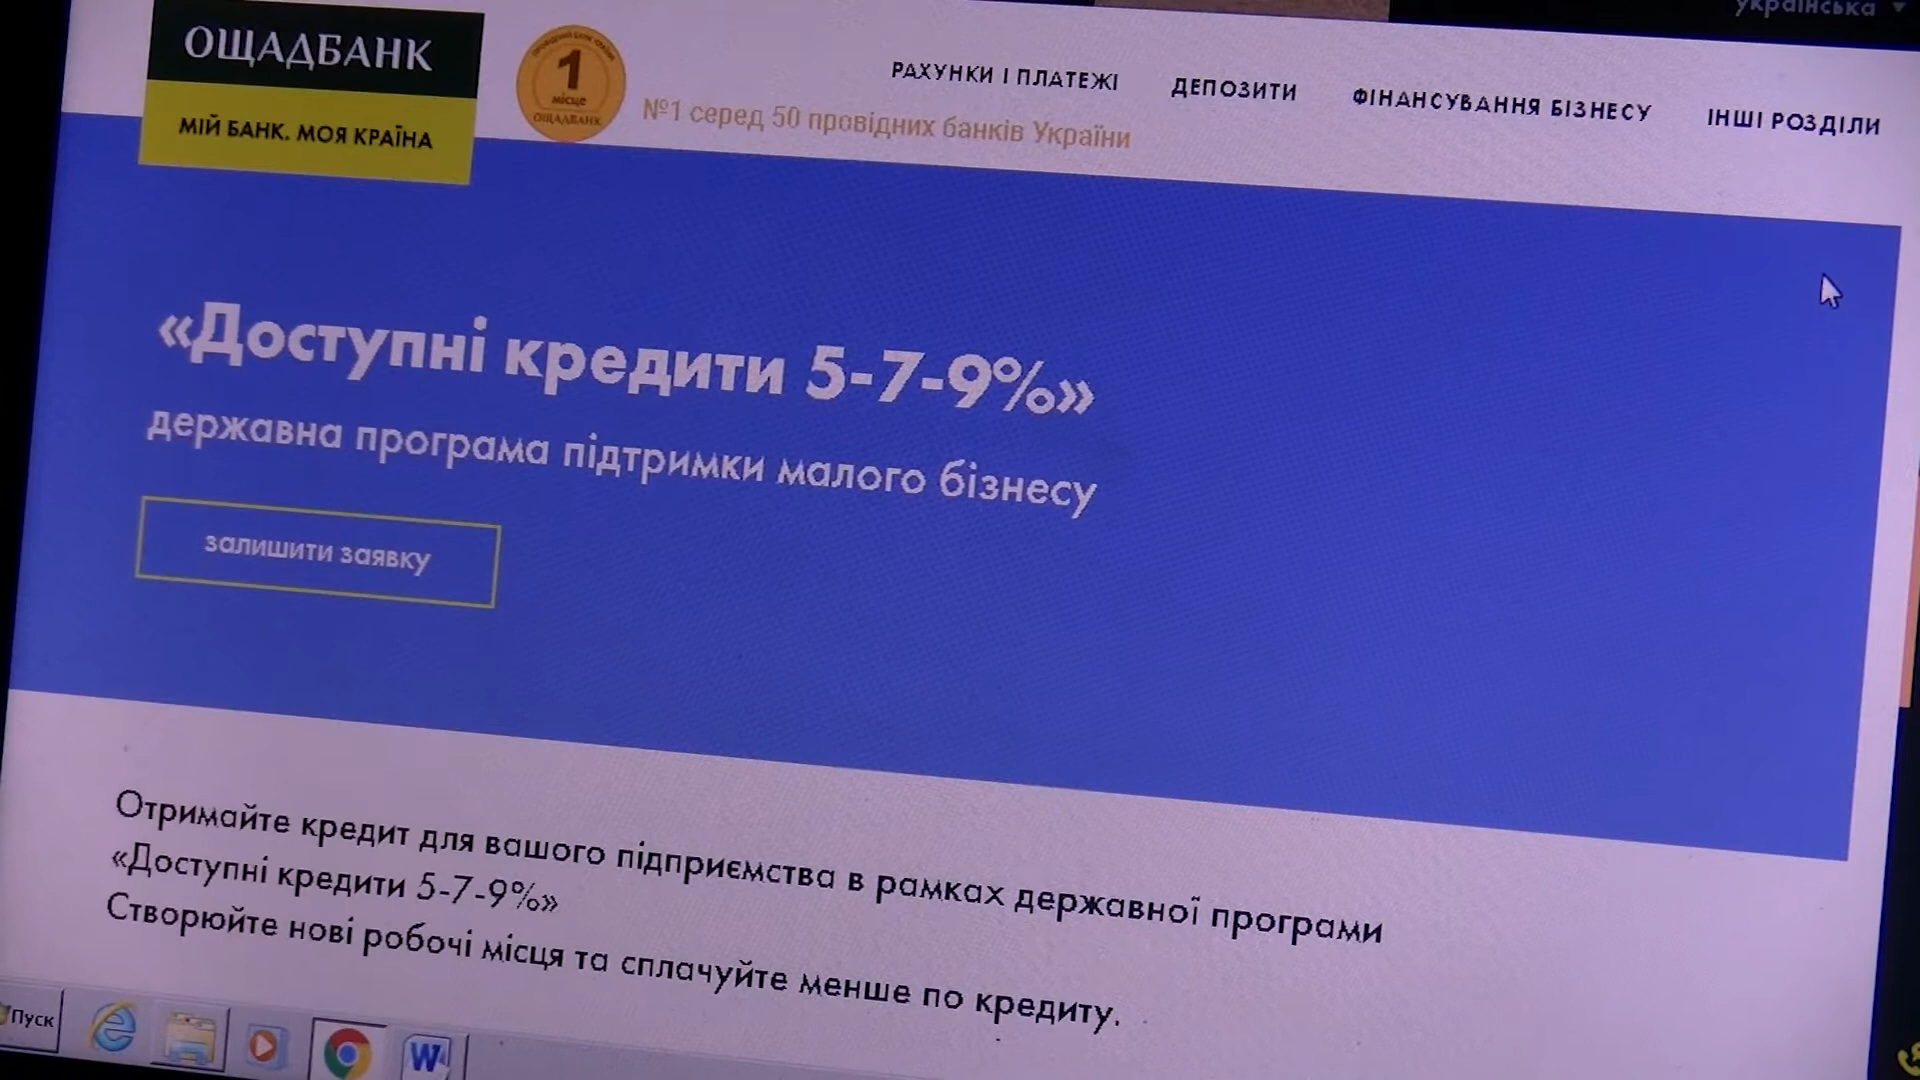 українська
ОЩАДБАНК
МІЙ БАНК. МОЯ КРАЇНА
1
місце
ОЩАДБАНК
№1 серед 50 провідних банків України
РАХУНКИ І ПЛАТЕЖІ
ДЕПОЗИТИ
ФІНАНСУВАННЯ БІЗНЕСУ
ІНШІ РОЗДІЛИ
«Доступні кредити 5-7-9%»
державна програма підтримки малого бізнесу
залишити заявку
Отримайте кредит для вашого підприємства в рамках державної програми
«Доступні кредити 5-7-9%»
Створюйте нові робочі місця та сплачуйте менше по кредиту.
Пуск